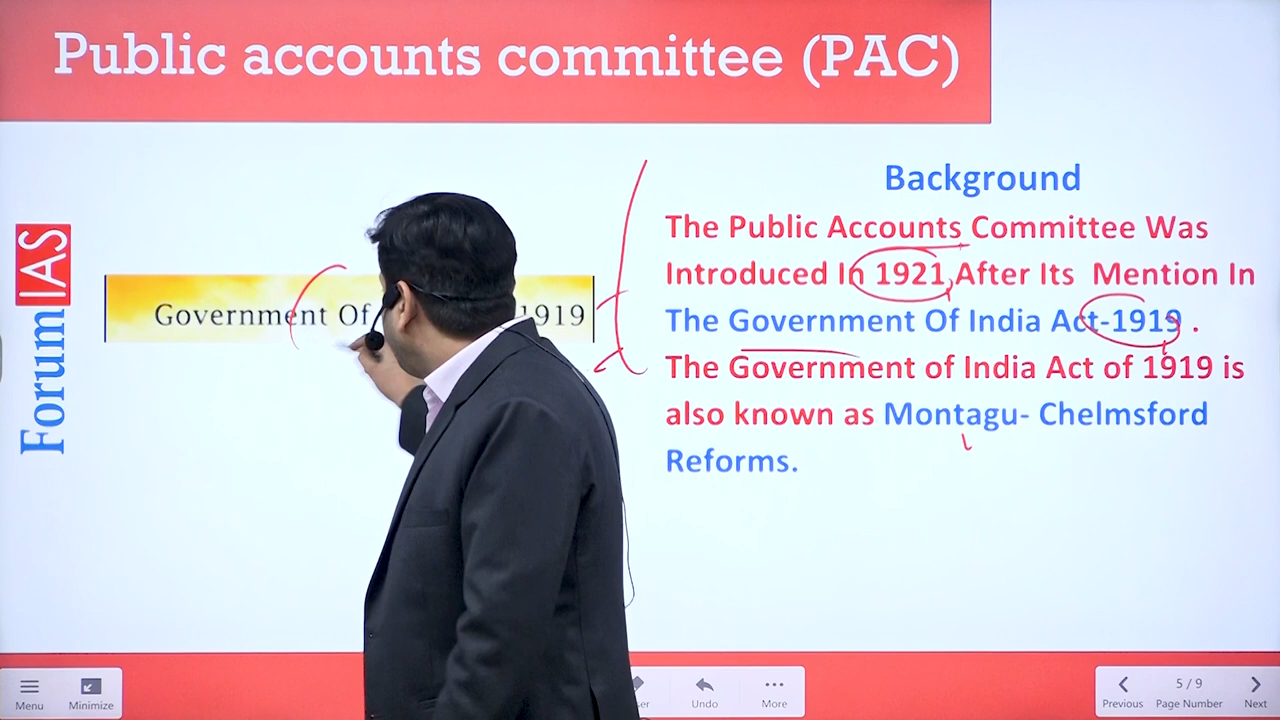 Public accounts committee (PAC)
Forum IAS
Government Of 1919
Background
The Public Accounts Committee Was
Introduced In 1921, After Its Mention In
The Government Of India Act-1919 .
The Government of India Act of 1919 is
also known as Montagu- Chelmsford
Reforms.
Menu
Minimize
Undo
More
Previous
5 / 9
Page Number
Next